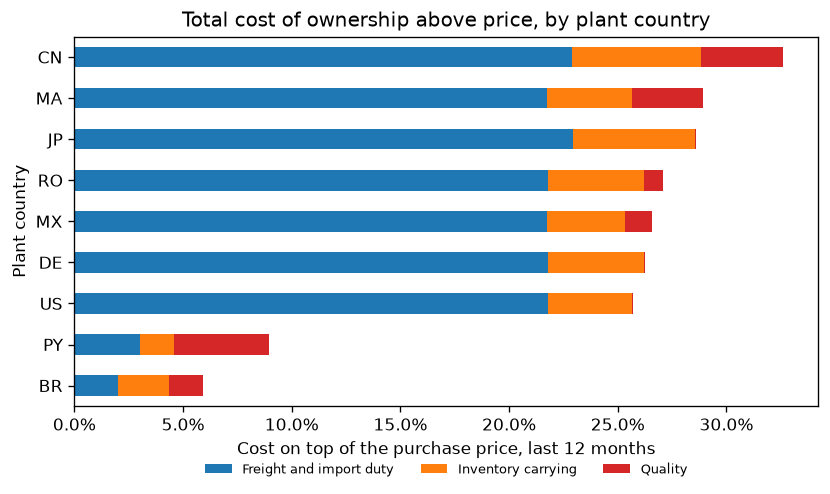 Total cost of ownership above price, by plant country
Plant country
CN
MA
JP
RO
MX
DE
US
PY
BR
0.0% 5.0% 10.0% 15.0% 20.0% 25.0% 30.0%
Cost on top of the purchase price, last 12 months
Freight and import duty Inventory carrying Quality